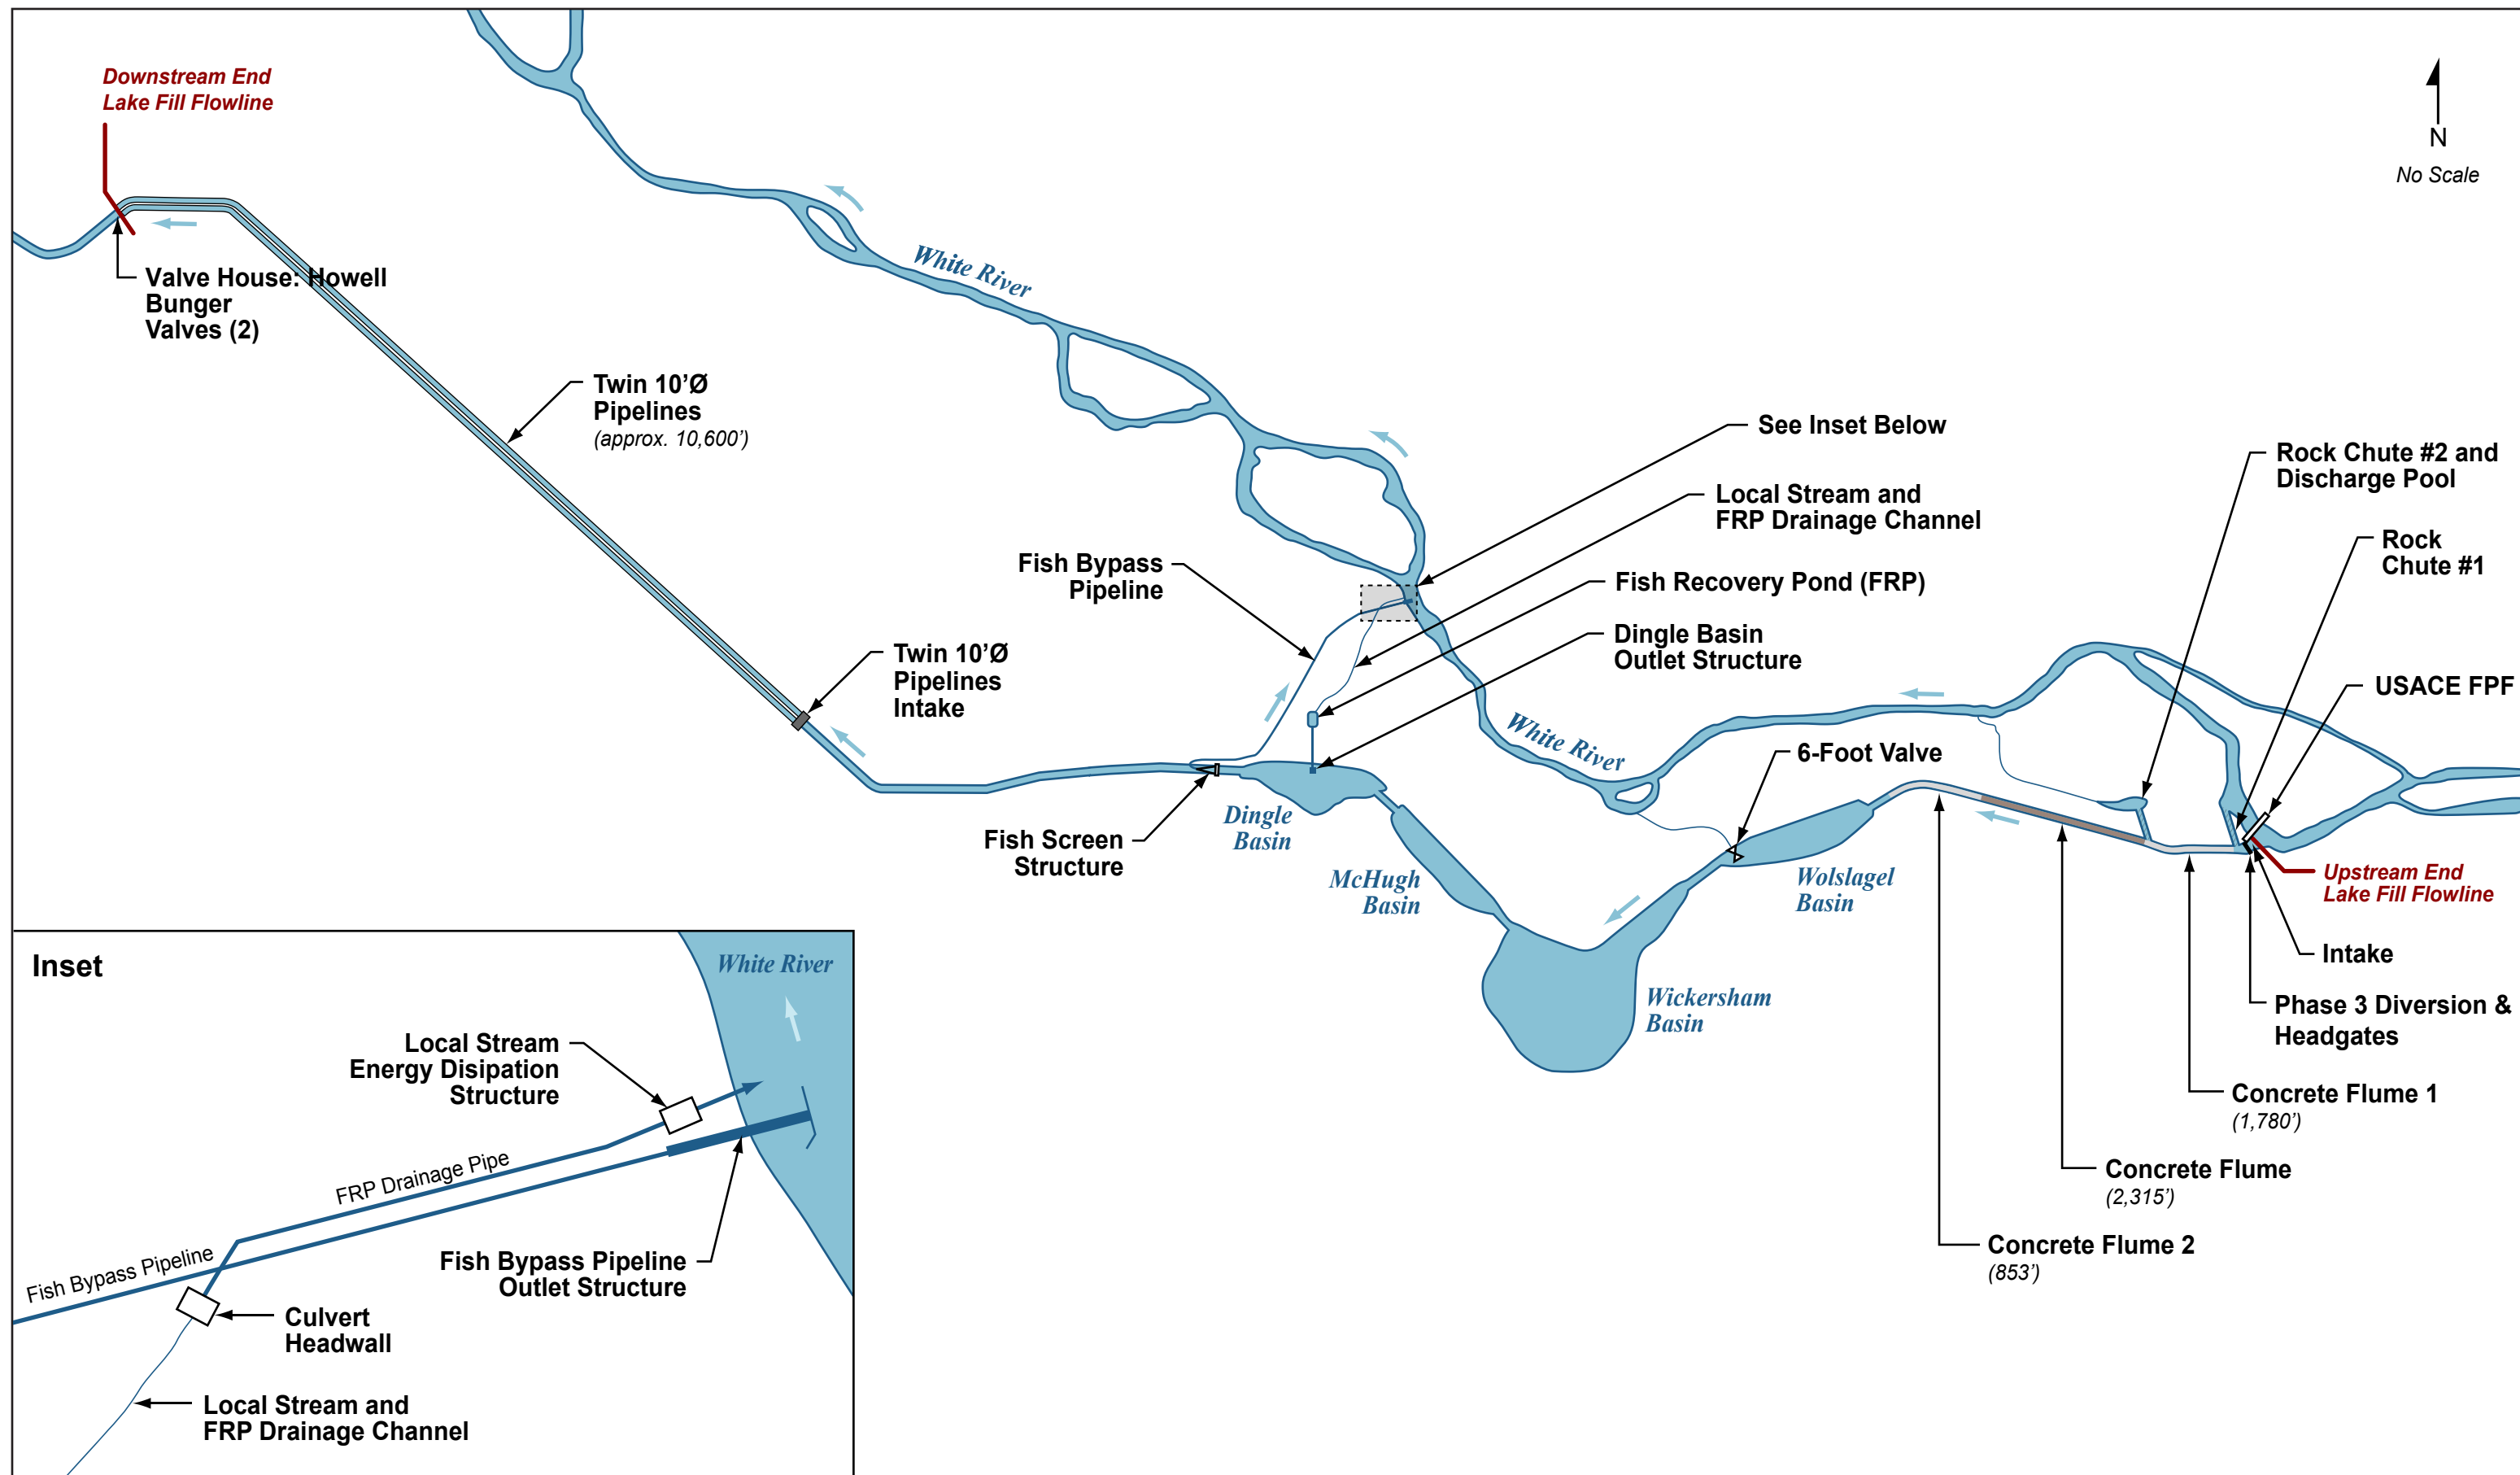 Downstream End
Lake Fill Flowline
N
No Scale
Valve House: Howell
Bunger
Valves (2)
White River
Twin 10’Ø
Pipelines
(approx. 10,600’)
See Inset Below
Rock Chute #2 and
Discharge Pool
Local Stream and
FRP Drainage Channel
Rock
Chute #1
Fish Bypass
Pipeline
Fish Recovery Pond (FRP)
Dingle Basin
Outlet Structure
Twin 10’Ø
Pipelines
Intake
USACE FPF
White River
6-Foot Valve
Dingle
Basin
Fish Screen
Structure
McHugh
Basin
Wolslagel
Basin
Upstream End
Lake Fill Flowline
Intake
Wickersham
Basin
Phase 3 Diversion &
Headgates
Concrete Flume 1
(1,780’)
Concrete Flume
(2,315’)
Concrete Flume 2
(853’)
Inset
White River
Local Stream
Energy Disipation
Structure
FRP Drainage Pipe
Fish Bypass Pipeline
Fish Bypass Pipeline
Outlet Structure
Culvert
Headwall
Local Stream and
FRP Drainage Channel